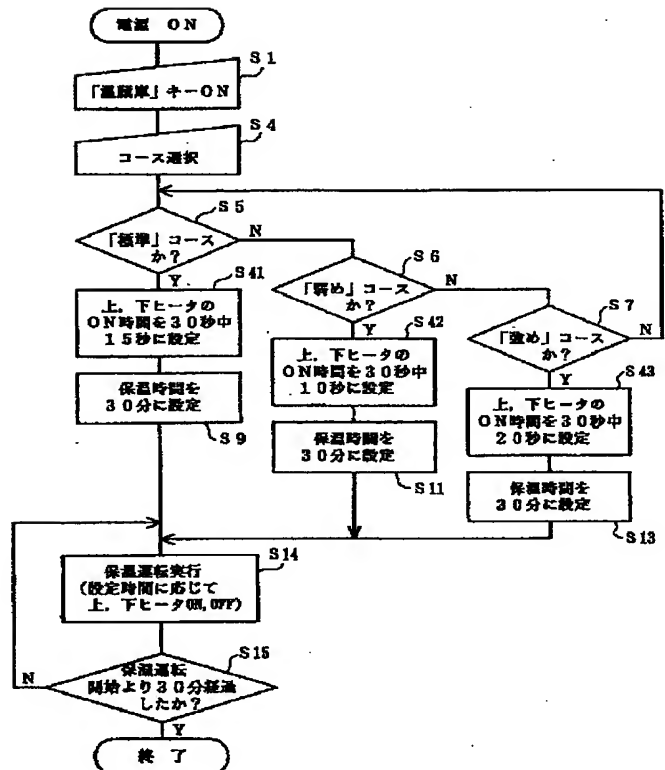 電源 ON
S1
「温蔵庫」キーON
S4
コース選択
S5
「標準」コース
か?
N
Y
S6
「弱め」コース
か?
N
Y
S7
「強め」コース
か?
N
Y
S41
上,下ヒータの
ON時間を30秒中
15秒に設定
S42
上,下ヒータの
ON時間を30秒中
10秒に設定
S43
上,下ヒータの
ON時間を30秒中
20秒に設定
保温時間を
30分に設定
S9
保温時間を
30分に設定
S11
保温時間を
30分に設定
S13
S14
保温運転実行
(設定時間に応じて
上,下ヒータON,OFF)
S15
保温運転
開始より30分経過
したか?
N
Y
終了